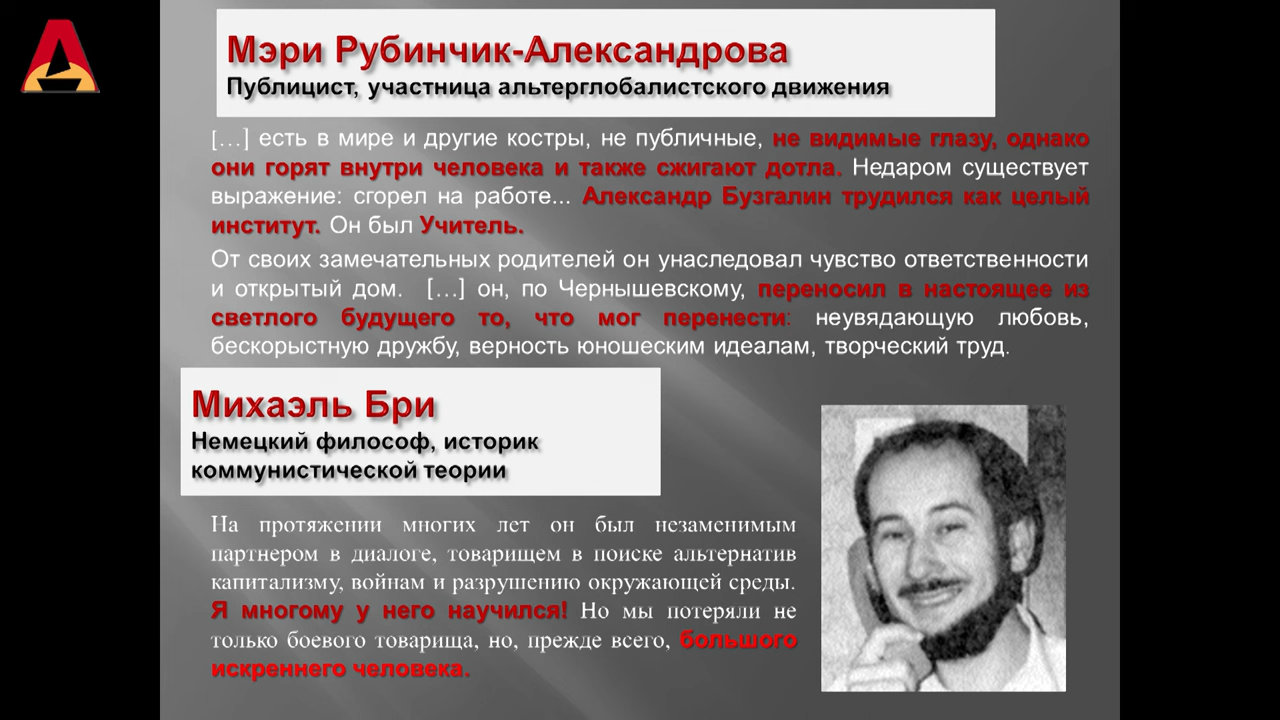 Мэри Рубинчик-Александрова
Публицист, участница альтерглобалистского движения
[…] есть в мире и другие костры, не публичные, не видимые глазу, однако
они горят внутри человека и также сжигают дотла. Недаром существует
выражение: сгорел на работе... Александр Бузгалин трудился как целый
институт. Он был Учитель.
От своих замечательных родителей он унаследовал чувство ответственности
и открытый дом. […] он, по Чернышевскому, переносил в настоящее из
светлого будущего то, что мог перенести: неувядающую любовь,
бескорыстную дружбу, верность юношеским идеалам, творческий труд.
Михаэль Бри
Немецкий философ, историк
коммунистической теории
На протяжении многих лет он был незаменимым
партнером в диалоге, товарищем в поиске альтернатив
капитализму, войнам и разрушению окружающей среды.
Я многому у него научился! Но мы потеряли не
только боевого товарища, но, прежде всего, большого
искреннего человека.